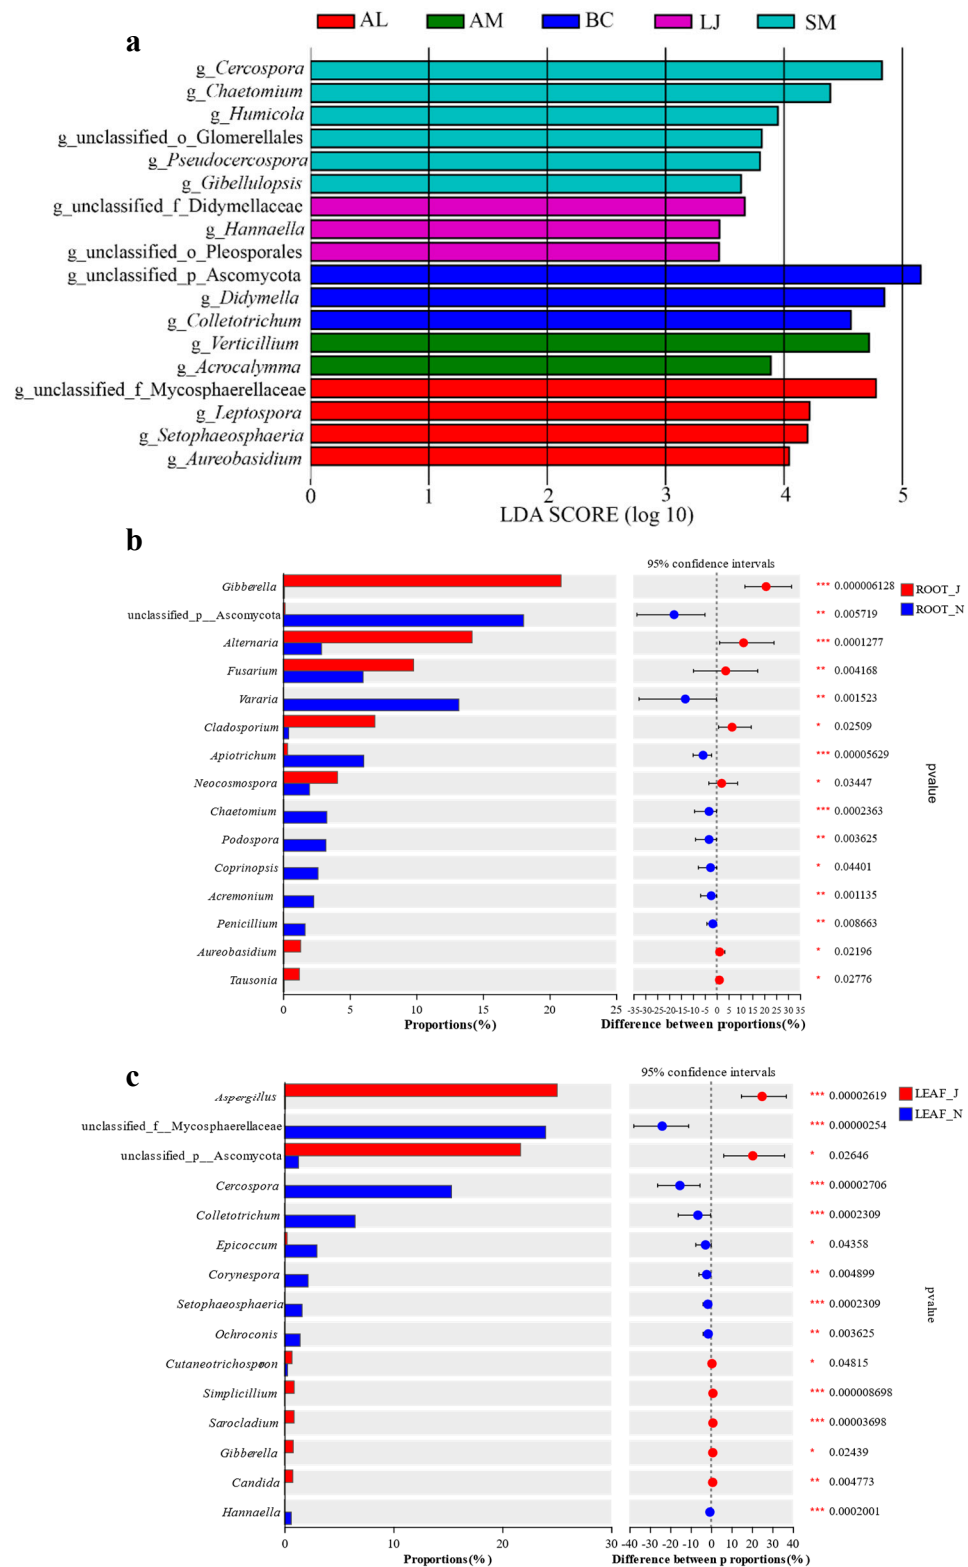 a
AL AM BC LJ SM
g_Cercospora
g_Chaetomium
g_Humicola
g_unclassified_o_Glomerellales
g_Pseudocercospora
g_Gibellulopsis
g_unclassified_f_Didymellaceae
g_Hannaella
g_unclassified_o_Pleosporales
g_unclassified_p_Ascomycota
g_Didymella
g_Colletotrichum
g_Verticillium
g_Acrocalymma
g_unclassified_f_Mycosphaerellaceae
g_Leptospora
g_Setophaeosphaeria
g_Aureobasidium
0 1 2 3 4 5
LDA SCORE (log 10)
b
95% confidence intervals
Gibberella *** 0.000006128 ROOT_J
unclassified_p__Ascomycota ** 0.005719 ROOT_N
Alternaria *** 0.0001277
Fusarium ** 0.004168
Vararia ** 0.001523
Cladosporium * 0.02509
Apiotrichum *** 0.00005629
Neocosmospora * 0.03447
pvalue
Chaetomium *** 0.0002363
Podospora ** 0.003625
Coprinopsis * 0.04401
Acremonium ** 0.001135
Penicillium ** 0.008663
Aureobasidium * 0.02196
Tausonia * 0.02776
0 5 10 15 20 25 -35-30-25-20-15-10-5 0 5 10 15 20 25 30 35
Proportions(%) Difference between proportions(%)
c
95% confidence intervals
Aspergillus *** 0.00002619 LEAF_J
unclassified_f__Mycosphaerellaceae *** 0.00000254 LEAF_N
unclassified_p__Ascomycota * 0.02646
Cercospora *** 0.00002706
Colletotrichum *** 0.0002309
Epicoccum * 0.04358
Corynespora ** 0.004899
Setophaeosphaeria *** 0.0002309
pvalue
Ochroconis ** 0.003625
Cutaneotrichosporon * 0.04815
Simplicillium *** 0.000008698
Sarocladium *** 0.00003698
Gibberella * 0.02439
Candida ** 0.004773
Hannaella *** 0.0002001
0 10 20 30 -40 -30 -20 -10 0 10 20 30 40
Proportions(%) Difference between p roportions(%)